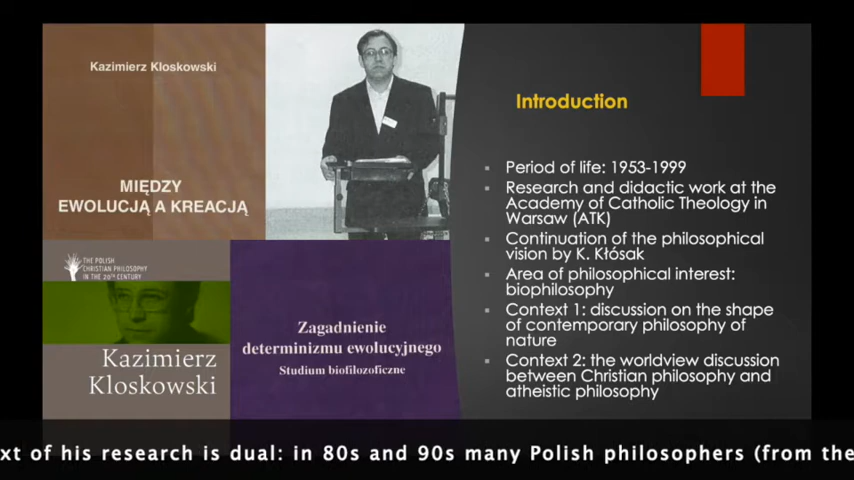 Kazimierz Kloskowski
MIĘDZY
EWOLUCJĄ A KREACJĄ
THE POLISH
CHRISTIAN PHILOSOPHY
IN THE 20TH CENTURY
Kazimierz
Kloskowski
Zagadnienie
determinizmu ewolucyjnego
Studium biofilozoficzne
Introduction
Period of life: 1953-1999
Research and didactic work at the
Academy of Catholic Theology in
Warsaw (ATK)
Continuation of the philosophical
vision by K. Kłósak
Area of philosophical interest:
biophilosophy
Context 1: discussion on the shape
of contemporary philosophy of
nature
Context 2: the worldview discussion
between Christian philosophy and
atheistic philosophy
xt of his research is dual: in 80s and 90s many Polish philosophers (from the